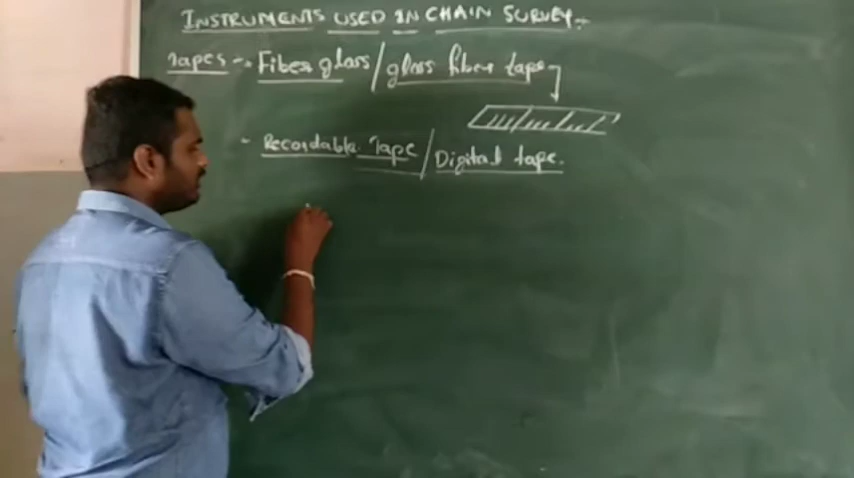 INSTRUMENTS USED IN CHAIN SURVEY :-
Tapes :- Fiber glass / glass fiber tape
- Recordable Tape / Digital tape.